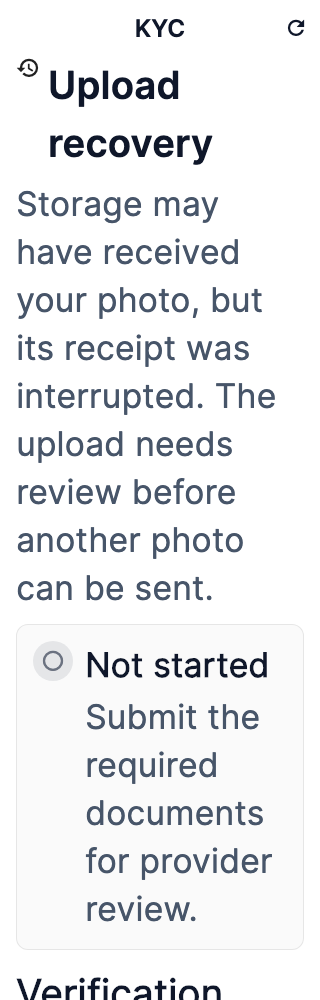 KYC
Upload
recovery
Storage may
have received
your photo, but
its receipt was
interrupted. The
upload needs
review before
another photo
can be sent.
Not started
Submit the
required
documents
for provider
review.
Verification